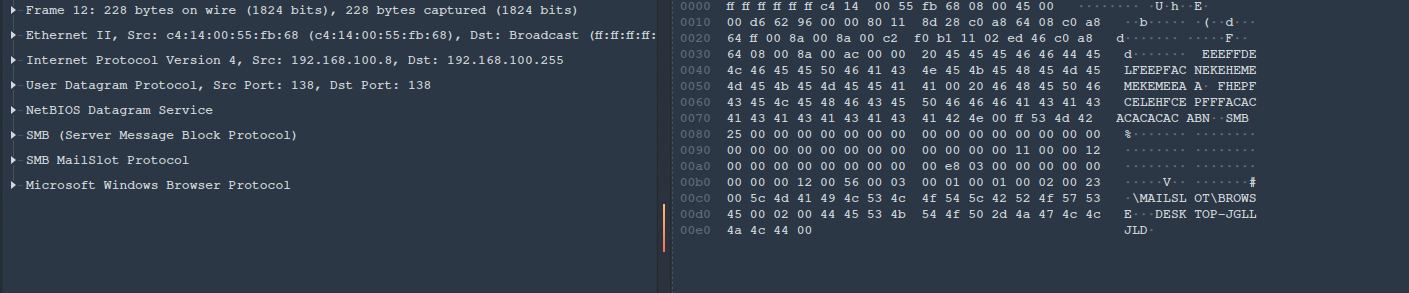 Frame 12: 228 bytes on wire (1824 bits), 228 bytes captured (1824 bits)
Ethernet II, Src: c4:14:00:55:fb:68 (c4:14:00:55:fb:68), Dst: Broadcast (ff:ff:ff:ff:
Internet Protocol Version 4, Src: 192.168.100.8, Dst: 192.168.100.255
User Datagram Protocol, Src Port: 138, Dst Port: 138
NetBIOS Datagram Service
SMB (Server Message Block Protocol)
SMB MailSlot Protocol
Microsoft Windows Browser Protocol
0000 ff ff ff ff ff ff c4 14 00 55 fb 68 08 00 45 00 ········ ·U·h··E·
0010 00 d6 62 96 00 00 80 11 8d 28 c0 a8 64 08 c0 a8 ··b····· ·(··d···
0020 64 ff 00 8a 00 8a 00 c2 f0 b1 11 02 ed 46 c0 a8 d······· ·····F··
0030 64 08 00 8a 00 ac 00 00 20 45 45 45 46 46 44 45 d······· EEEFFDE
0040 4c 46 45 45 50 46 41 43 4e 45 4b 45 48 45 4d 45 LFEEPFAC NEKEHEME
0050 4d 45 4b 45 4d 45 45 41 41 00 20 46 48 45 50 46 MEKEMEEA A· FHEPF
0060 43 45 4c 45 48 46 43 45 50 46 46 46 41 43 41 43 CELEHFCE PFFFACAC
0070 41 43 41 43 41 43 41 43 41 42 4e 00 ff 53 4d 42 ACACACAC ABN··SMB
0080 25 00 00 00 00 00 00 00 00 00 00 00 00 00 00 00 %······· ········
0090 00 00 00 00 00 00 00 00 00 00 00 00 11 00 00 12 ········ ········
00a0 00 00 00 00 00 00 00 00 00 e8 03 00 00 00 00 00 ········ ········
00b0 00 00 00 12 00 56 00 03 00 01 00 01 00 02 00 23 ·····V·· ·······#
00c0 00 5c 4d 41 49 4c 53 4c 4f 54 5c 42 52 4f 57 53 ·\MAILSL OT\BROWS
00d0 45 00 02 00 44 45 53 4b 54 4f 50 2d 4a 47 4c 4c E···DESK TOP-JGLL
00e0 4a 4c 44 00 JLD·